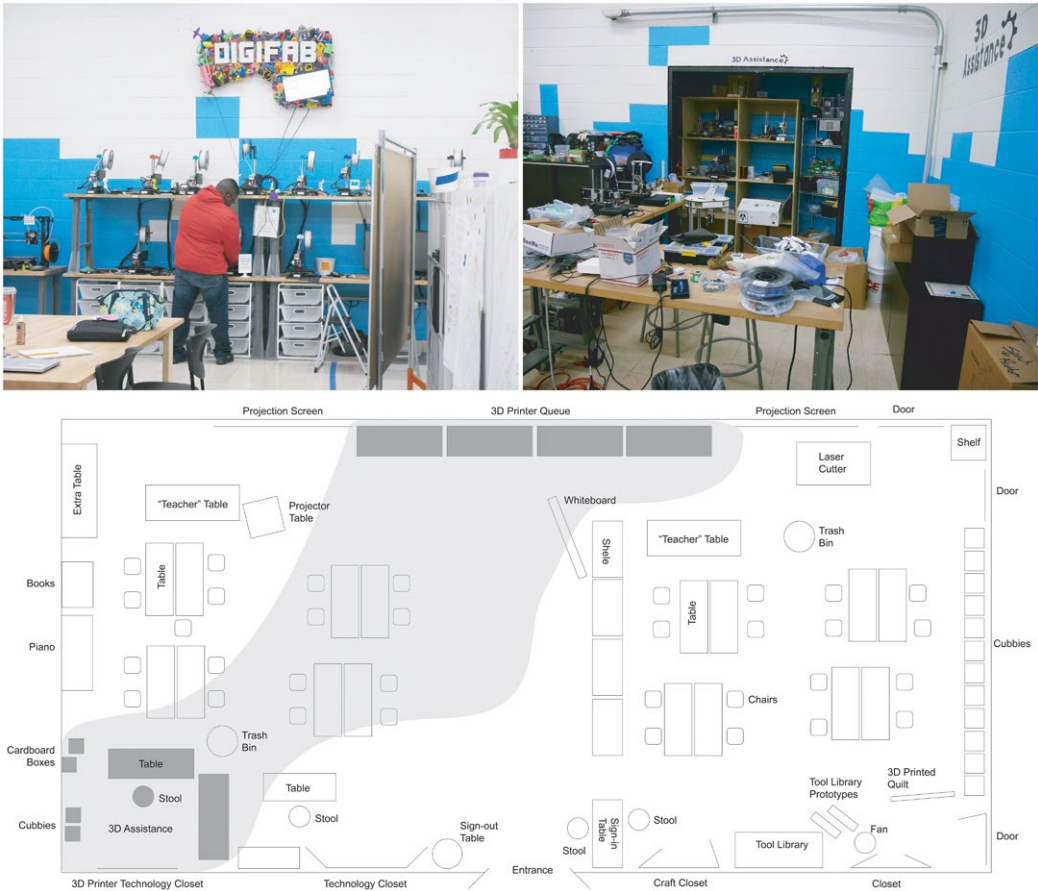 DIGIFAB
3D Assistance
3D
Assistance
Projection Screen
3D Printer Queue
Projection Screen
Door
Shelf
Laser
Cutter
Extra Table
“Teacher” Table
Projector
Table
Whiteboard
Door
Shele
“Teacher” Table
Trash
Bin
Books
Table
Table
Piano
Cubbies
Chairs
Trash
Bin
Cardboard
Boxes
Table
Stool
Table
3D Printed
Quilt
Tool Library
Prototypes
Cubbies
3D Assistance
Stool
Sign-out
Table
Stool
Sign-in
Table
Stool
Fan
Tool Library
Door
Entrance
3D Printer Technology Closet
Technology Closet
Craft Closet
Closet